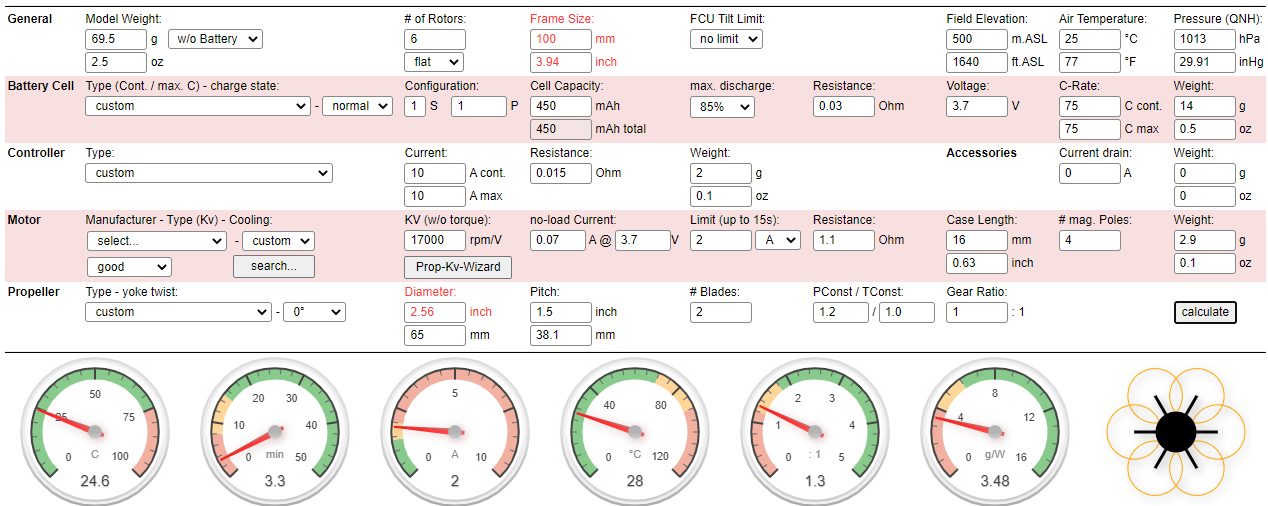 General Model Weight: # of Rotors: Frame Size: FCU Tilt Limit: Field Elevation: Air Temperature: Pressure (QNH):
69.5 g w/o Battery 6 100 mm no limit 500 m.ASL 25 °C 1013 hPa
2.5 oz flat 3.94 inch 1640 ft.ASL 77 °F 29.91 inHg
Battery Cell Type (Cont. / max. C) - charge state: Configuration: Cell Capacity: max. discharge: Resistance: Voltage: C-Rate: Weight:
custom - normal 1 S 1 P 450 mAh 85% 0.03 Ohm 3.7 V 75 C cont. 14 g
450 mAh total 75 C max 0.5 oz
Controller Type: Current: Resistance: Weight: Accessories Current drain: Weight:
custom 10 A cont. 0.015 Ohm 2 g 0 A 0 g
10 A max 0.1 oz 0 oz
Motor Manufacturer - Type (Kv) - Cooling: KV (w/o torque): no-load Current: Limit (up to 15s): Resistance: Case Length: # mag. Poles: Weight:
select... - custom 17000 rpm/V 0.07 A @ 3.7 V 2 A 1.1 Ohm 16 mm 4 2.9 g
good search... Prop-Kv-Wizard 0.63 inch 0.1 oz
Propeller Type - yoke twist: Diameter: Pitch: # Blades: PConst / TConst: Gear Ratio:
custom - 0° 2.56 inch 1.5 inch 2 1.2 / 1.0 1 : 1 calculate
65 mm 38.1 mm
0 25 50 75 100 C 24.6
0 10 20 30 40 50 min 3.3
0 5 10 A 2
0 40 80 120 °C 28
0 1 2 3 4 5 : 1 1.3
0 4 8 12 16 g/W 3.48